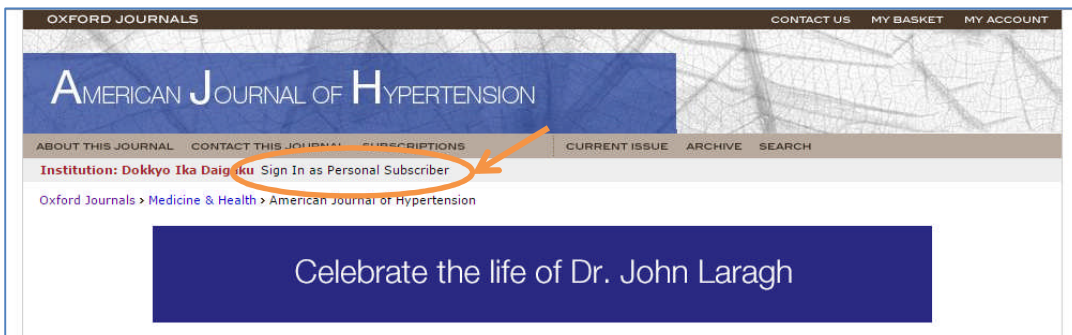 OXFORD JOURNALS CONTACT US MY BASKET MY ACCOUNT
AMERICAN JOURNAL OF HYPERTENSION
ABOUT THIS JOURNAL CONTACT THIS JOURNAL SUBSCRIPTIONS CURRENT ISSUE ARCHIVE SEARCH
Institution: Dokkyo Ika Daigaku Sign In as Personal Subscriber
Oxford Journals > Medicine & Health > American Journal of Hypertension
Celebrate the life of Dr. John Laragh